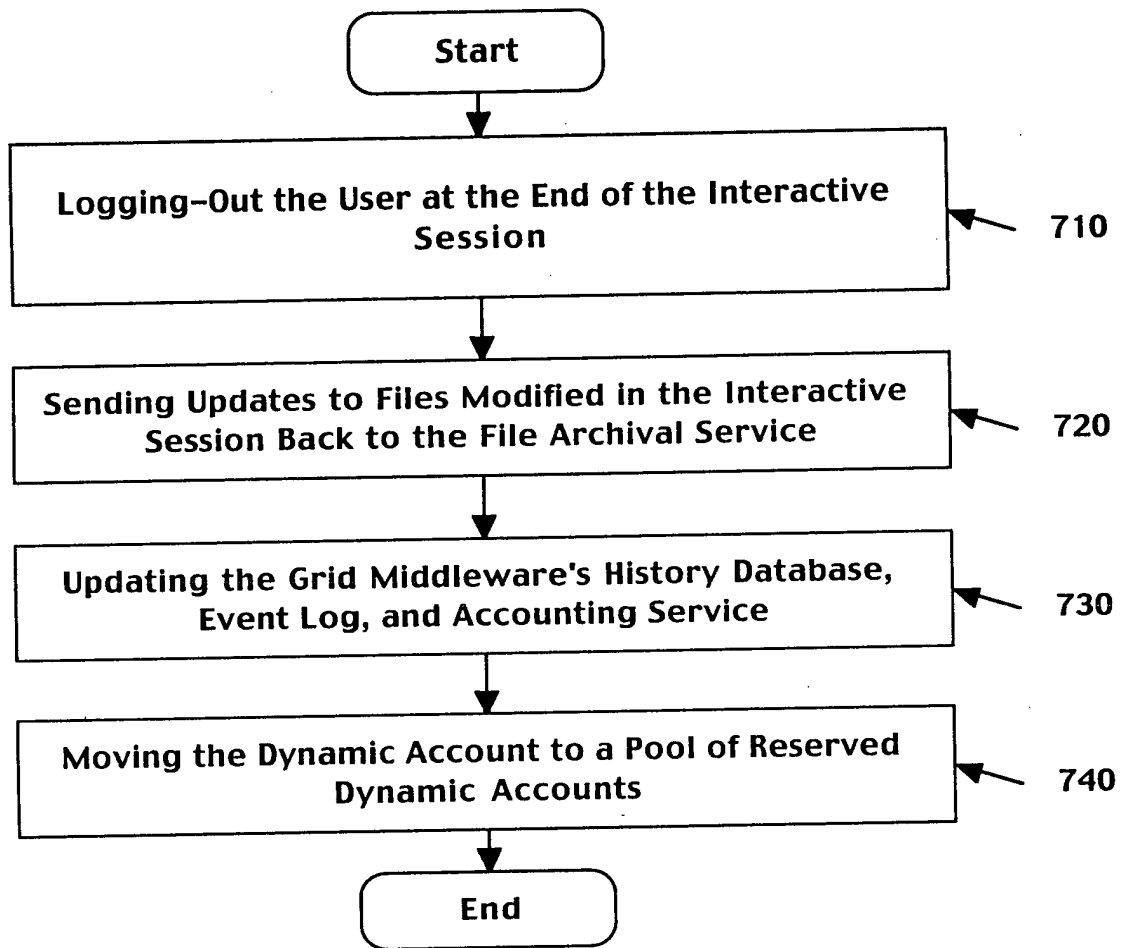 Start
Logging–Out the User at the End of the Interactive
Session
710
Sending Updates to Files Modified in the Interactive
Session Back to the File Archival Service
720
Updating the Grid Middleware's History Database,
Event Log, and Accounting Service
730
Moving the Dynamic Account to a Pool of Reserved
Dynamic Accounts
740
End